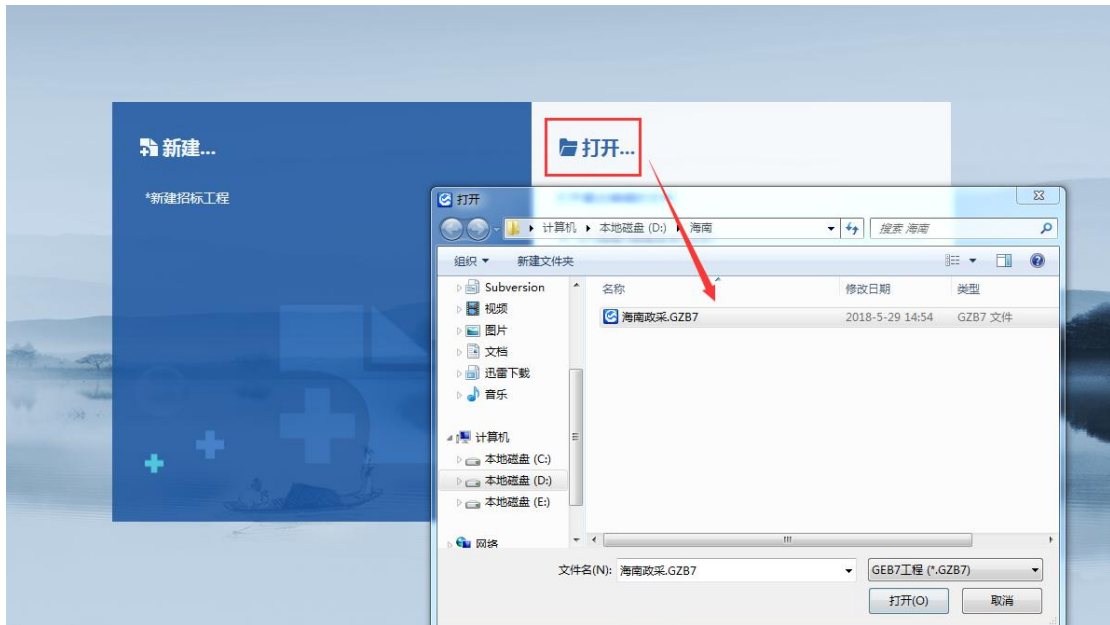 新建...
打开...
*新建招标工程
打开
计算机 本地磁盘 (D:) 海南
搜索 海南
组织 新建文件夹
名称 修改日期 类型
Subversion
视频
图片
文档
迅雷下载
音乐
计算机
本地磁盘 (C:)
本地磁盘 (D:)
本地磁盘 (E:)
网络
海南政采.GZB7 2018-5-29 14:54 GZB7 文件
文件名(N): 海南政采.GZB7 GEB7工程 (*.GZB7)
打开(O) 取消